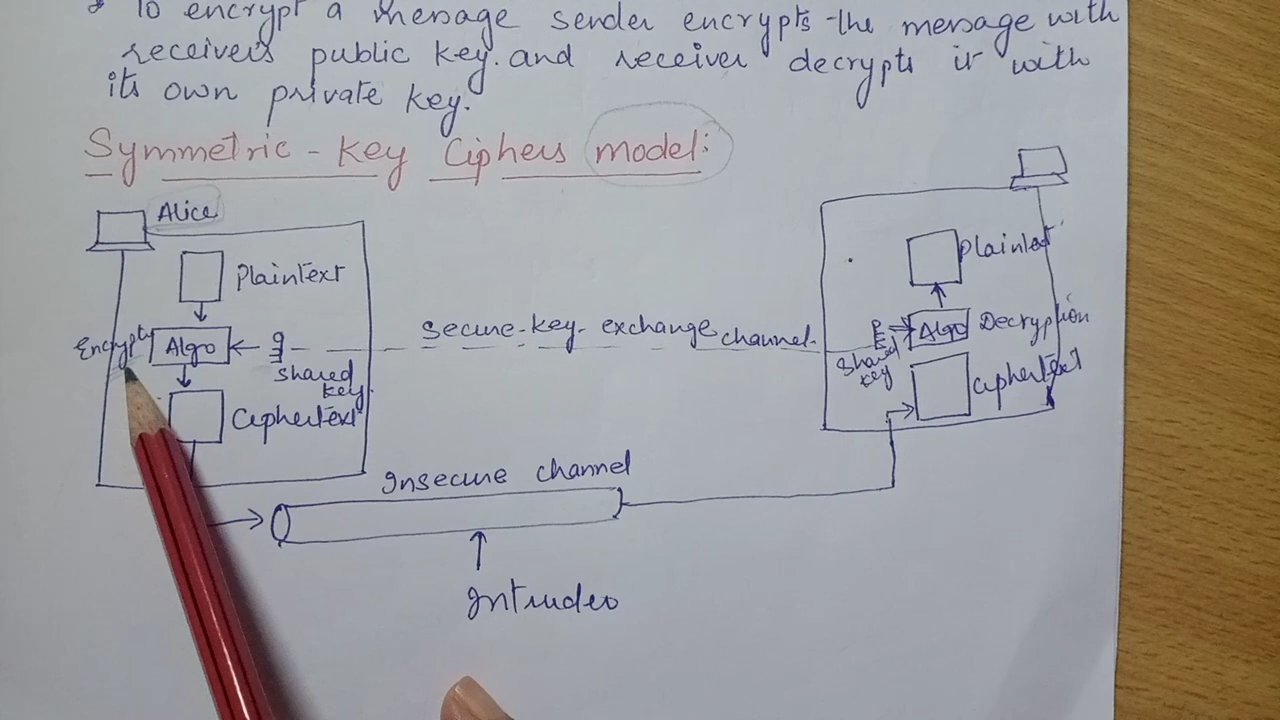 To encrypt a message sender encrypts the message with
receiver's public key. and receiver decrypts it with
its own private key.
Symmetric - Key Ciphers model:
Alice
Plaintext
Encrypt
Algo
shared
key
Ciphertext
Secure-key-exchange channel.
Plaintext
Algo Decryption
Shared
key
Ciphertext
Insecure channel
Intruder